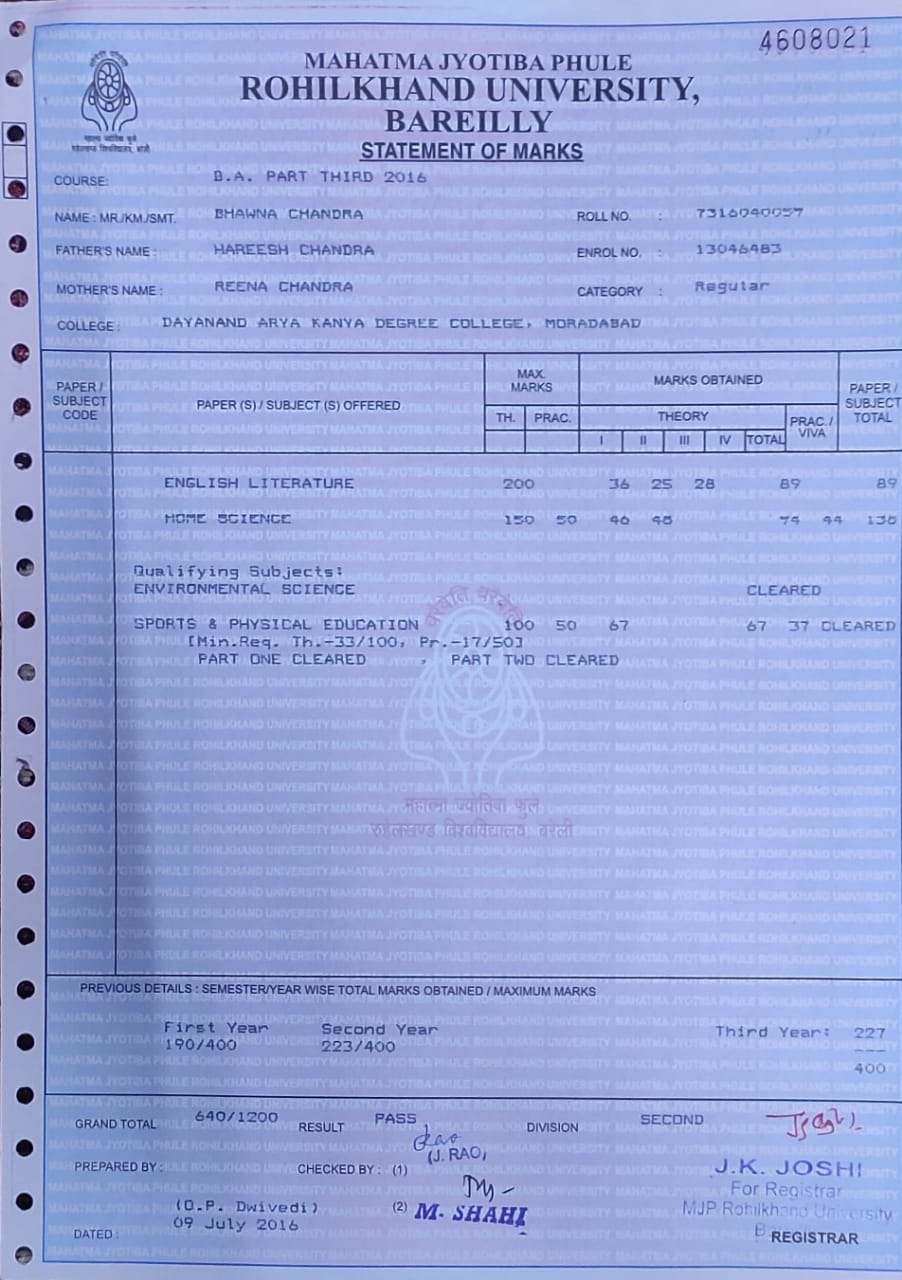 4608021
MAHATMA JYOTIBA PHULE
ROHILKHAND UNIVERSITY,
BAREILLY
STATEMENT OF MARKS
COURSE: B.A. PART THIRD 2016
NAME : MR./KM./SMT. BHAWNA CHANDRA ROLL NO. : 7316040057
FATHER'S NAME : HAREESH CHANDRA ENROL NO. : 13046483
MOTHER'S NAME : REENA CHANDRA CATEGORY : Regular
COLLEGE : DAYANAND ARYA KANYA DEGREE COLLEGE, MORADABAD
PAPER / SUBJECT CODE PAPER (S) / SUBJECT (S) OFFERED MAX. MARKS MARKS OBTAINED PAPER / SUBJECT TOTAL
TH. PRAC. THEORY PRAC. / VIVA
I II III IV TOTAL
ENGLISH LITERATURE 200 36 25 28 89 89
HOME SCIENCE 150 50 74 44
Qualifying Subjects:
ENVIRONMENTAL SCIENCE CLEARED
SPORTS & PHYSICAL EDUCATION 100 50 67 67 37 CLEARED
[Min.Req. Th.-33/100, Pr.-17/50]
PART ONE CLEARED , PART TWO CLEARED
महात्मा ज्योतिबा फुले
रुहेलखण्ड विश्वविद्यालय, बरेली
PREVIOUS DETAILS : SEMESTER/YEAR WISE TOTAL MARKS OBTAINED / MAXIMUM MARKS
First Year Second Year Third Year: 227
190/400 223/400 ---
400
GRAND TOTAL 640/1200 RESULT PASS DIVISION SECOND
Rao
(J. RAO)
PREPARED BY : CHECKED BY : (1) J.K. JOSHI
For Registrar
(O.P. Dwivedi) (2) M. SHAHI MJP Rohilkhand University
DATED : 09 July 2016 REGISTRAR